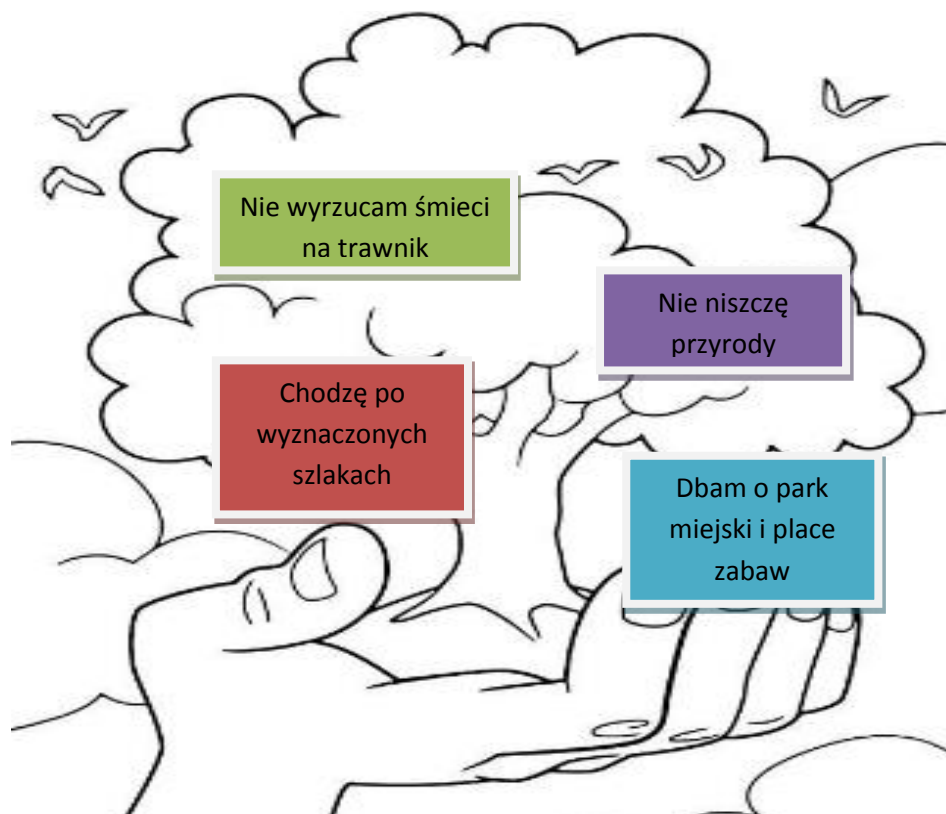 Nie wyrzucam śmieci
na trawnik
Nie niszczę
przyrody
Chodzę po
wyznaczonych
szlakach
Dbam o park
miejski i place
zabaw